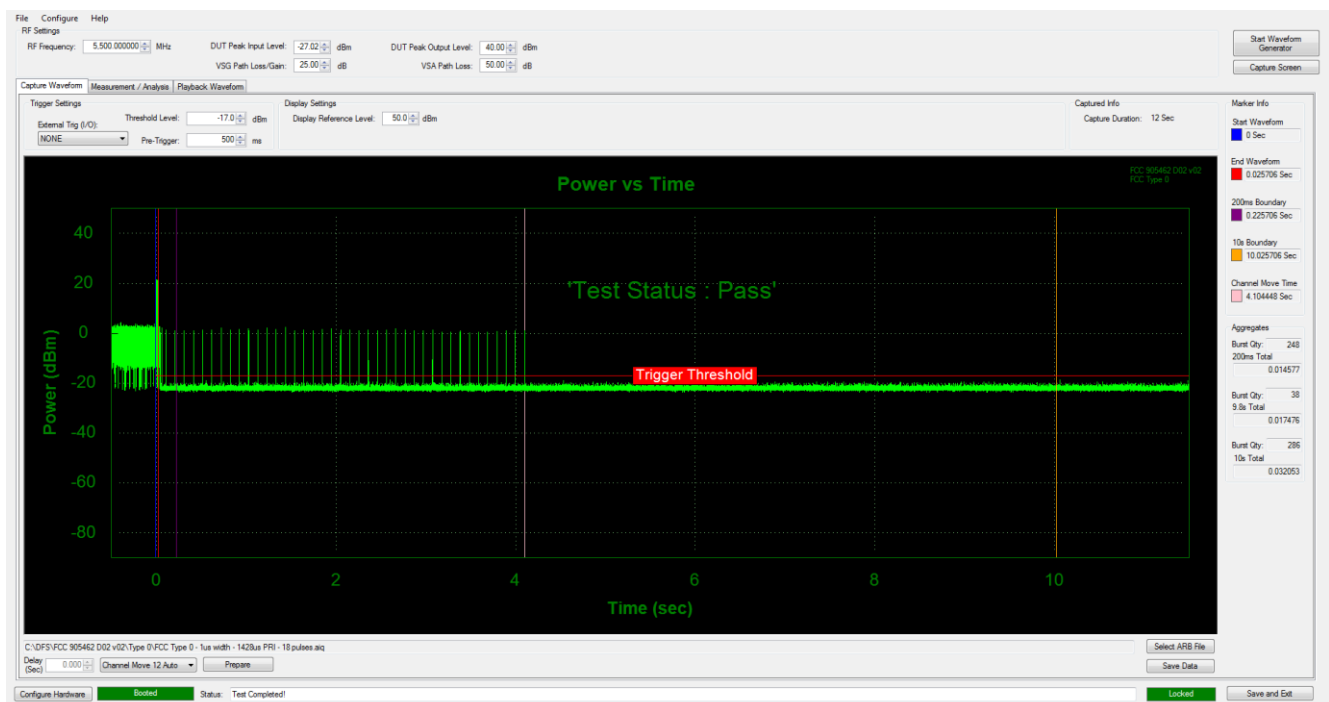 File Configure Help
RF Settings
RF Frequency: 5,500.000000 MHz DUT Peak Input Level: -27.02 dBm DUT Peak Output Level: 40.00 dBm
VSG Path Loss/Gain: 25.00 dB VSA Path Loss: 50.00 dB
Start Waveform
Generator
Capture Screen
Capture Waveform Measurement / Analysis Playback Waveform
Trigger Settings
External Trig (I/O):
NONE
Threshold Level: -17.0 dBm
Pre-Trigger: 500 ms
Display Settings
Display Reference Level: 50.0 dBm
Captured Info
Capture Duration: 12 Sec
FCC 905462 D02 v02
FCC Type 0
Power vs Time
'Test Status : Pass'
Trigger Threshold
Power (dBm)
40
20
0
-20
-40
-60
-80
0 2 4 6 8 10
Time (sec)
Marker Info
Start Waveform
0 Sec
End Waveform
0.025706 Sec
200ms Boundary
0.225706 Sec
10s Boundary
10.025706 Sec
Channel Move Time
4.104448 Sec
Aggregates
Burst Qty: 248
200ms Total
0.014577
Burst Qty: 38
9.8s Total
0.017476
Burst Qty: 286
10s Total
0.032053
C:\DFS\FCC 905462 D02 v02\Type 0\FCC Type 0 - 1us width - 1428us PRI - 18 pulses.aiq
Select ARB File
Delay
(Sec) 0.000 Channel Move 12 Auto Prepare
Save Data
Configure Hardware Booted Status: Test Completed! Locked Save and Exit